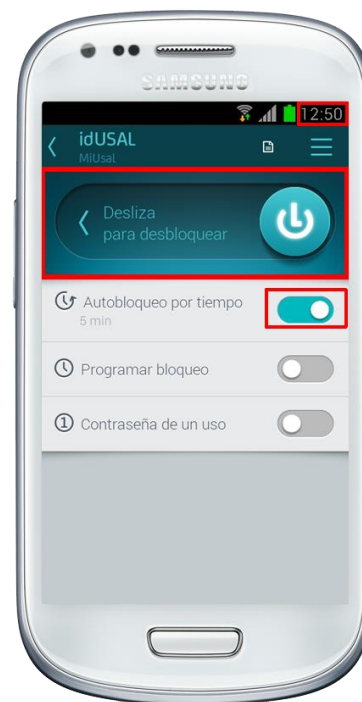 SAMSUNG
12:50
idUSAL
MiUsal
Desliza
para desbloquear
Autobloqueo por tiempo
5 min
Programar bloqueo
1 Contraseña de un uso